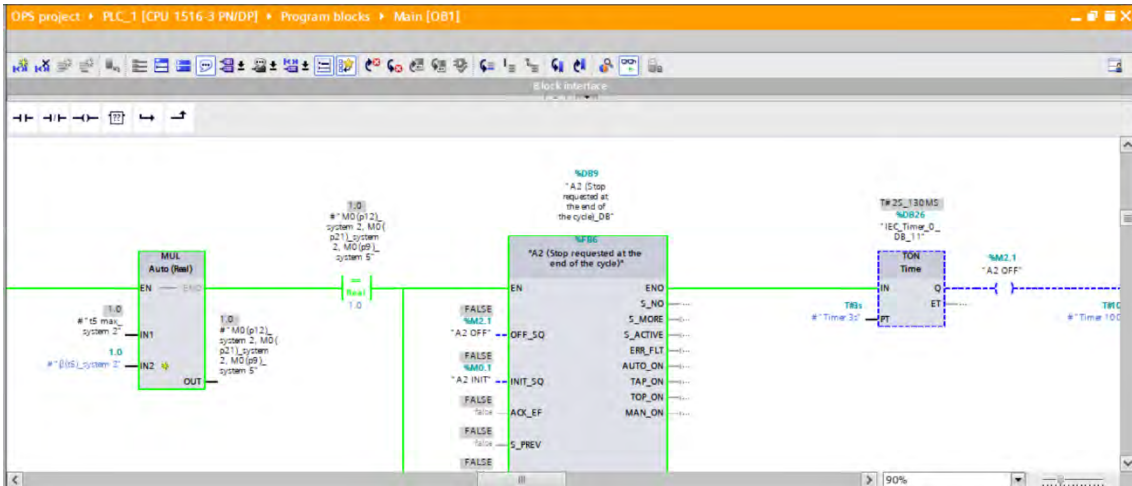 OPS project ▸ PLC_1 [CPU 1516-3 PN/DP] ▸ Program blocks ▸ Main [OB1]
Block interface
MUL
Auto (Real)
EN
ENO
1.0
#"t5 max_
system 2"
IN1
1.0
#"β(t5)_system 2"
IN2
OUT
1.0
#"M0(p12)_
system 2, M0(
p21)_system
2, M0(p9)_
system 5"
1.0
#"M0(p12)_
system 2, M0(
p21)_system
2, M0(p9)_
system 5"
==
Real
1.0
%DB9
"A2 (Stop
requested at
the end of
the cycle)_DB"
%FB6
"A2 (Stop requested at the
end of the cycle)"
EN
ENO
S_NO
S_MORE
S_ACTIVE
ERR_FLT
AUTO_ON
TAP_ON
TOP_ON
MAN_ON
FALSE
%M2.1
"A2 OFF"
OFF_SQ
FALSE
%M0.1
"A2 INIT"
INIT_SQ
FALSE
false
ACK_EF
FALSE
false
S_PREV
FALSE
T#2S_130MS
%DB26
"IEC_Timer_0_
DB_11"
TON
Time
IN
Q
ET
T#3s
#"Timer 3s"
PT
%M2.1
"A2 OFF"
#"Timer 100
90%